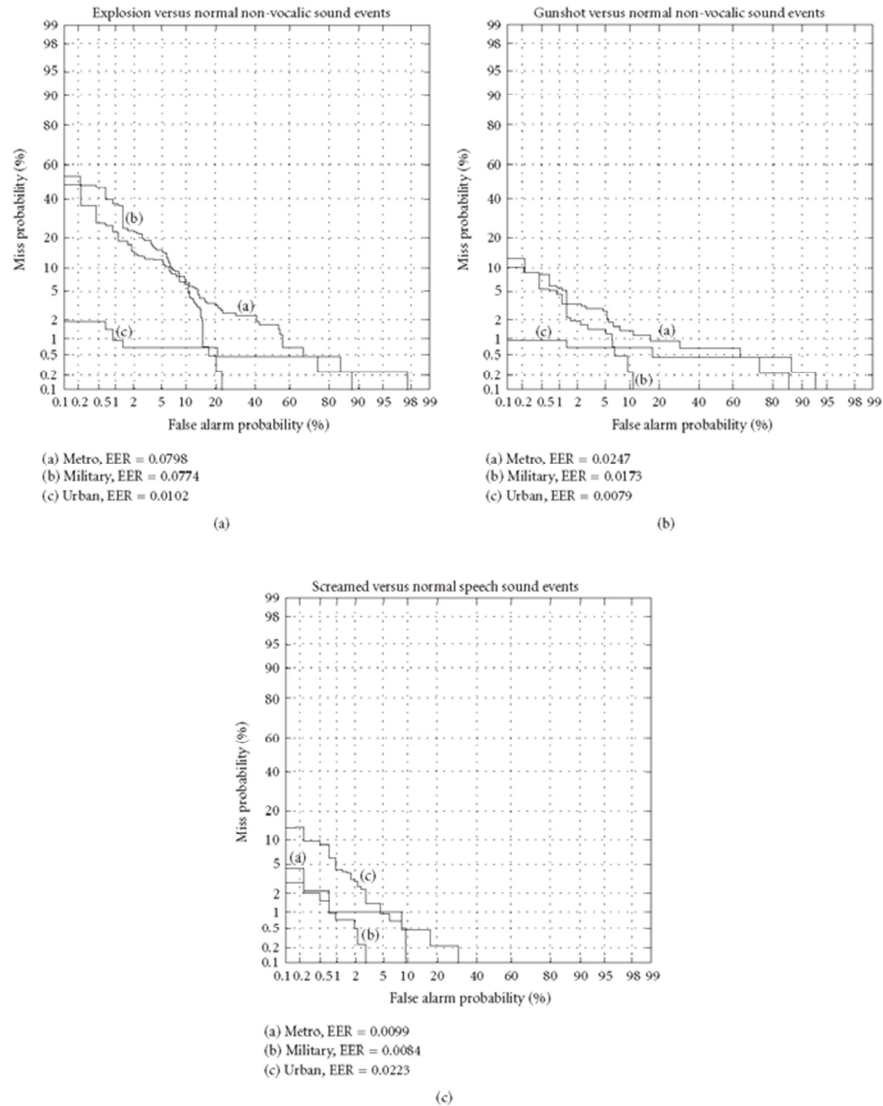 Explosion versus normal non-vocalic sound events
99
98
95
90
80
60
40
20
10
5
2
1
0.5
0.2
0.1
Miss probability (%)
(b)
(a)
(c)
0.1 0.2 0.5 1 2 5 10 20 40 60 80 90 95 98 99
False alarm probability (%)
(a) Metro, EER = 0.0798
(b) Military, EER = 0.0774
(c) Urban, EER = 0.0102
(a)
Gunshot versus normal non-vocalic sound events
99
98
95
90
80
60
40
20
10
5
2
1
0.5
0.2
0.1
Miss probability (%)
(c)
(a)
(b)
0.1 0.2 0.5 1 2 5 10 20 40 60 80 90 95 98 99
False alarm probability (%)
(a) Metro, EER = 0.0247
(b) Military, EER = 0.0173
(c) Urban, EER = 0.0079
(b)
Screamed versus normal speech sound events
99
98
95
90
80
60
40
20
10
5
2
1
0.5
0.2
0.1
Miss probability (%)
(a)
(c)
(b)
0.1 0.2 0.5 1 2 5 10 20 40 60 80 90 95 98 99
False alarm probability (%)
(a) Metro, EER = 0.0099
(b) Military, EER = 0.0084
(c) Urban, EER = 0.0223
(c)